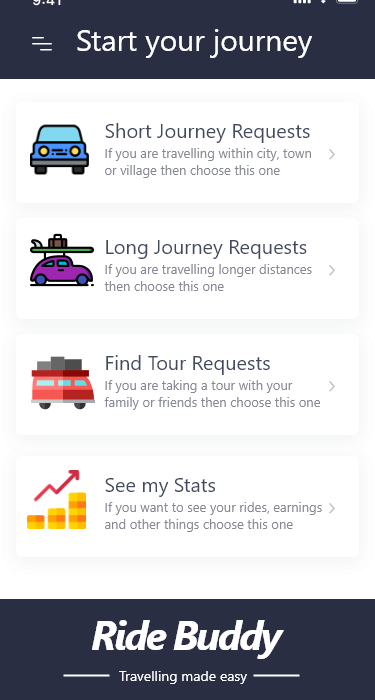 9:41
Start your journey
Short Journey Requests
If you are travelling within city, town
or village then choose this one
Long Journey Requests
If you are travelling longer distances
then choose this one
Find Tour Requests
If you are taking a tour with your
family or friends then choose this one
See my Stats
If you want to see your rides, earnings
and other things choose this one
Ride Buddy
Travelling made easy